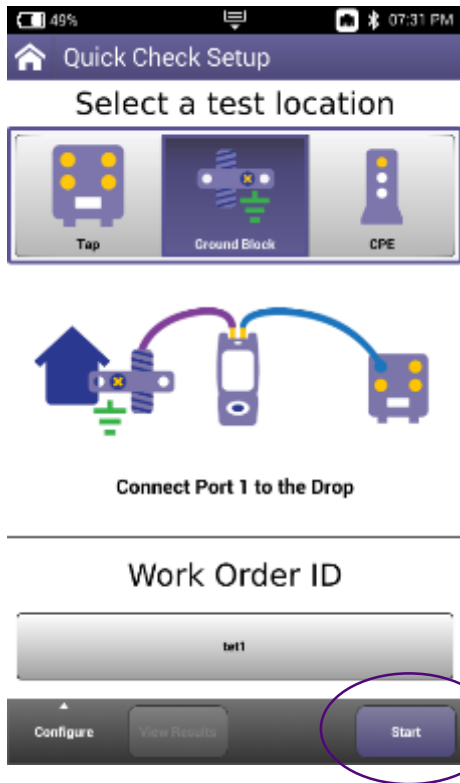 49% 07:31 PM
Quick Check Setup
Select a test location
Tap Ground Block CPE
Connect Port 1 to the Drop
Work Order ID
tet1
Configure View Results Start